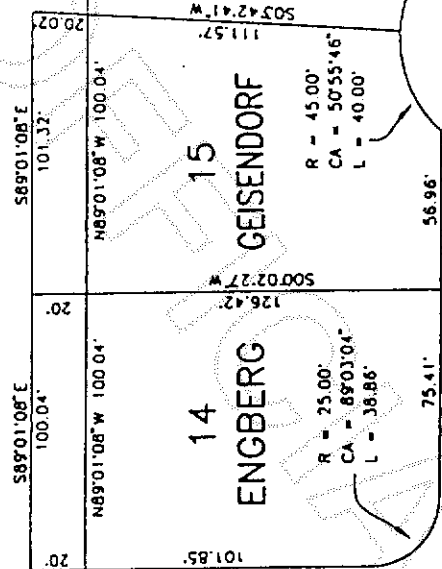 S89°01'08"E
100.04'
20'
20'
N89°01'08"W 100.04'
101.85'
14
ENGBERG
R = 25.00'
CA = 89°03'04"
L = 38.86'
75.41'
126.42'
S00°02'27"W
S89°01'08"E
101.32'
20.02'
N89°01'08"W 100.04'
15
GEISENDORF
R = 45.00'
CA = 50°55'46"
L = 40.00'
56.96'
111.57'
S03°42'41"W